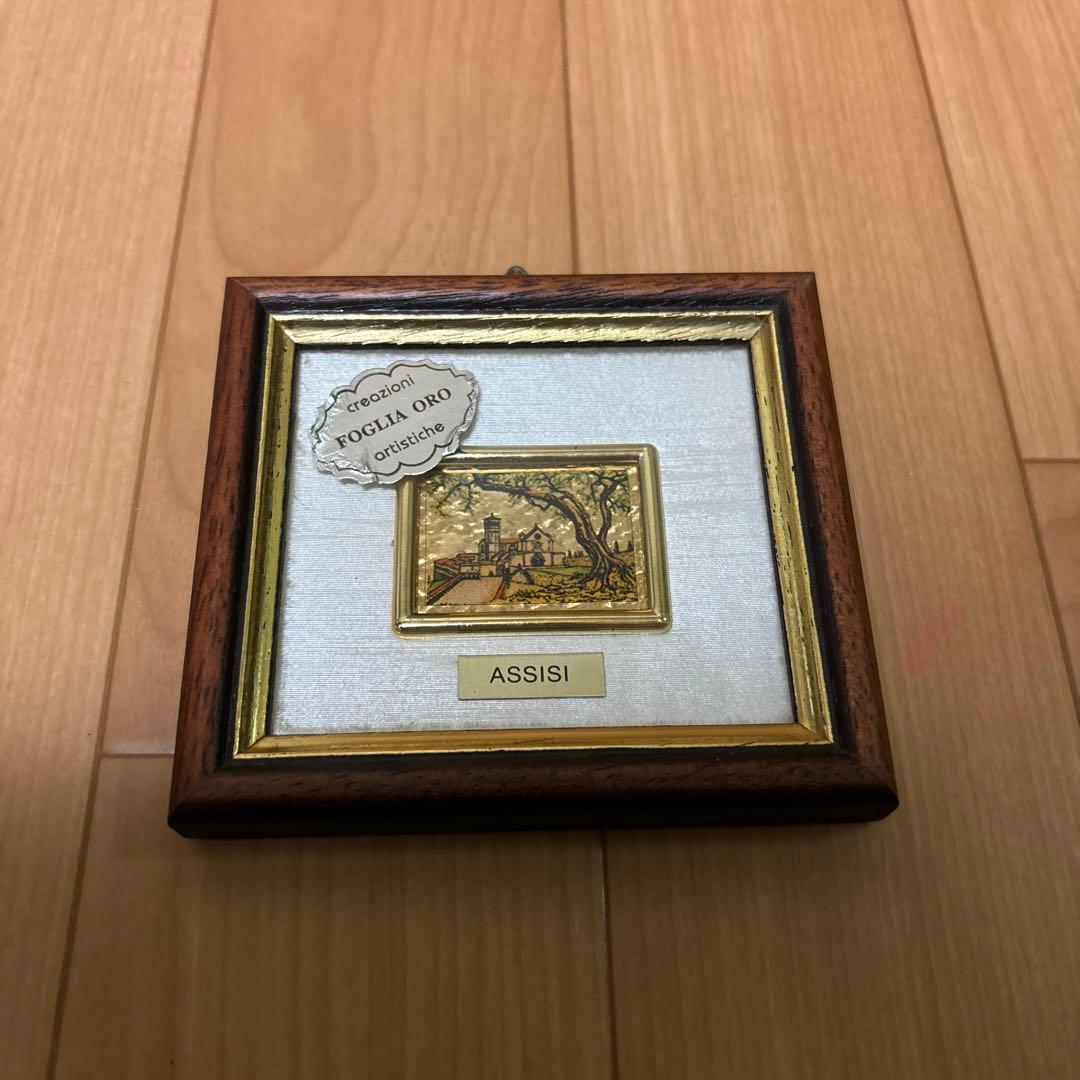 creazioni
FOGLIA ORO
artistiche
ASSISI